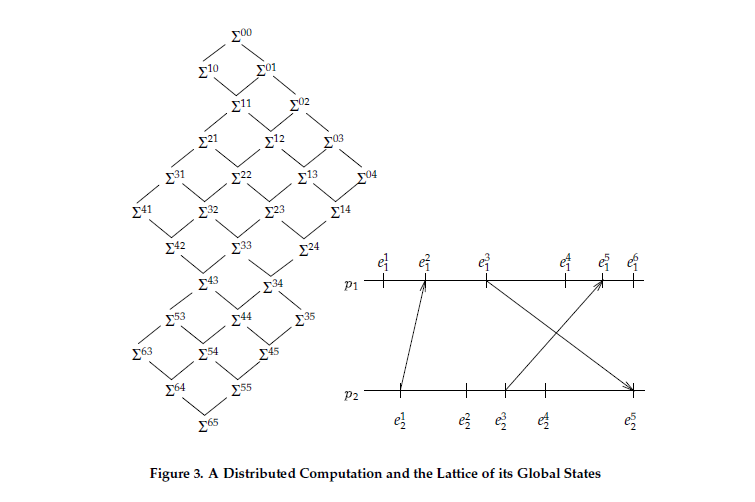 Σ⁰⁰
Σ¹⁰ Σ⁰¹
Σ¹¹ Σ⁰²
Σ²¹ Σ¹² Σ⁰³
Σ³¹ Σ²² Σ¹³ Σ⁰⁴
Σ⁴¹ Σ³² Σ²³ Σ¹⁴
Σ⁴² Σ³³ Σ²⁴
Σ⁴³ Σ³⁴
Σ⁵³ Σ⁴⁴ Σ³⁵
Σ⁶³ Σ⁵⁴ Σ⁴⁵
Σ⁶⁴ Σ⁵⁵
Σ⁶⁵
e₁¹ e₁² e₁³ e₁⁴ e₁⁵ e₁⁶
p₁
p₂
e₂¹ e₂² e₂³ e₂⁴ e₂⁵
Figure 3. A Distributed Computation and the Lattice of its Global States